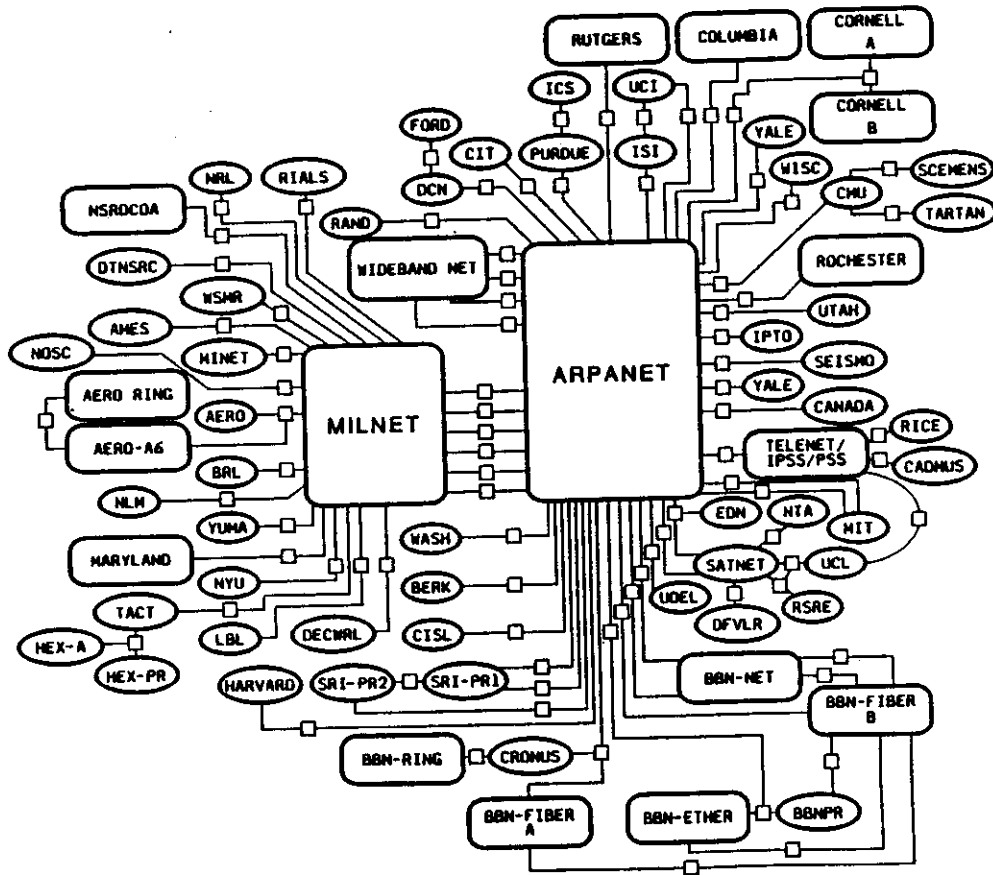 RUTGERS
COLUMBIA
CORNELL
A
ICS
UCI
CORNELL
B
FORD
CIT
PURDUE
ISI
YALE
WISC
NRL
RIALS
DCN
CMU
SCEMENS
TARTAN
NSRDCOA
RAND
WIDEBAND NET
ROCHESTER
DTNSRC
WSMR
UTAH
AMES
IPTO
NOSC
MINET
ARPANET
SEISMO
AERO RING
YALE
AERO
MILNET
CANADA
AERO-A6
TELENET/
IPSS/PSS
RICE
CADMUS
BRL
NLM
YUMA
WASH
EDN
NTA
MIT
MARYLAND
SATNET
UCL
NYU
BERK
UDEL
RSRE
TACT
LBL
DECWRL
CISL
DFVLR
HEX-A
HEX-PR
HARVARD
SRI-PR2
SRI-PR1
BBN-NET
BBN-FIBER
B
BBN-RING
CRONUS
BBN-FIBER
A
BBN-ETHER
BBNPR